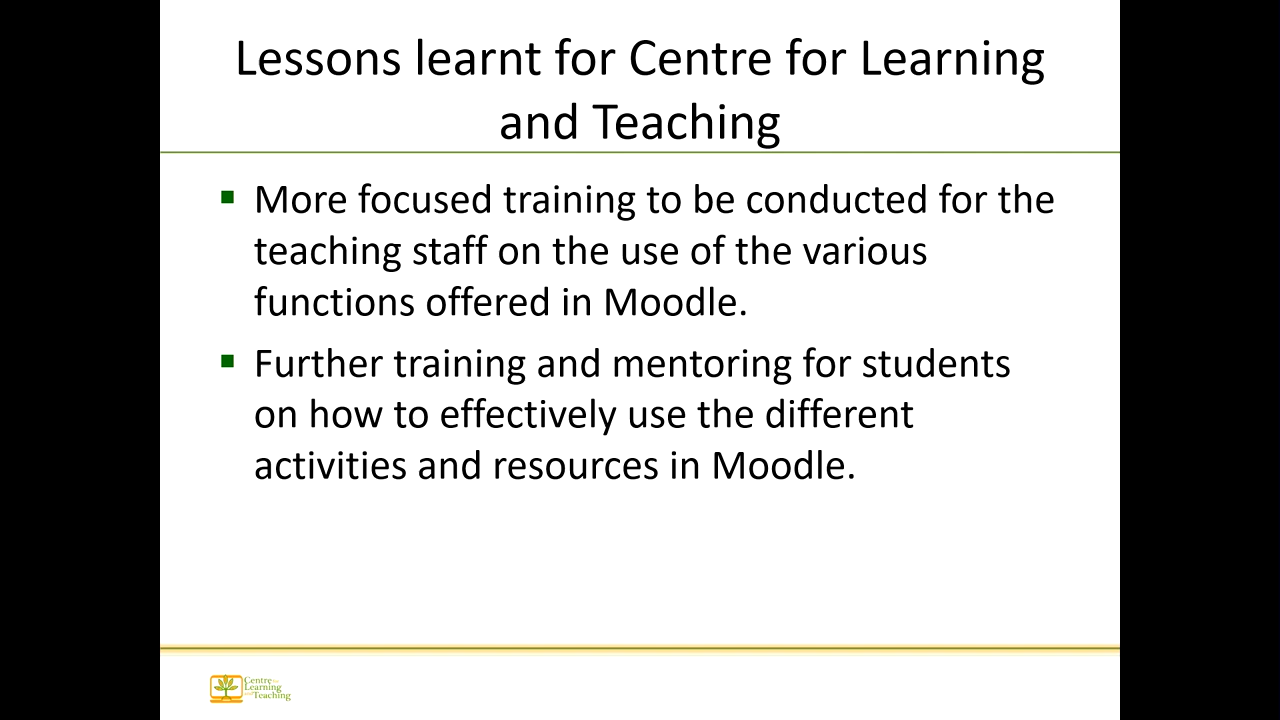 Lessons learnt for Centre for Learning
and Teaching
▪ More focused training to be conducted for the
teaching staff on the use of the various
functions offered in Moodle.
▪ Further training and mentoring for students
on how to effectively use the different
activities and resources in Moodle.
Centre for
Learning
and Teaching